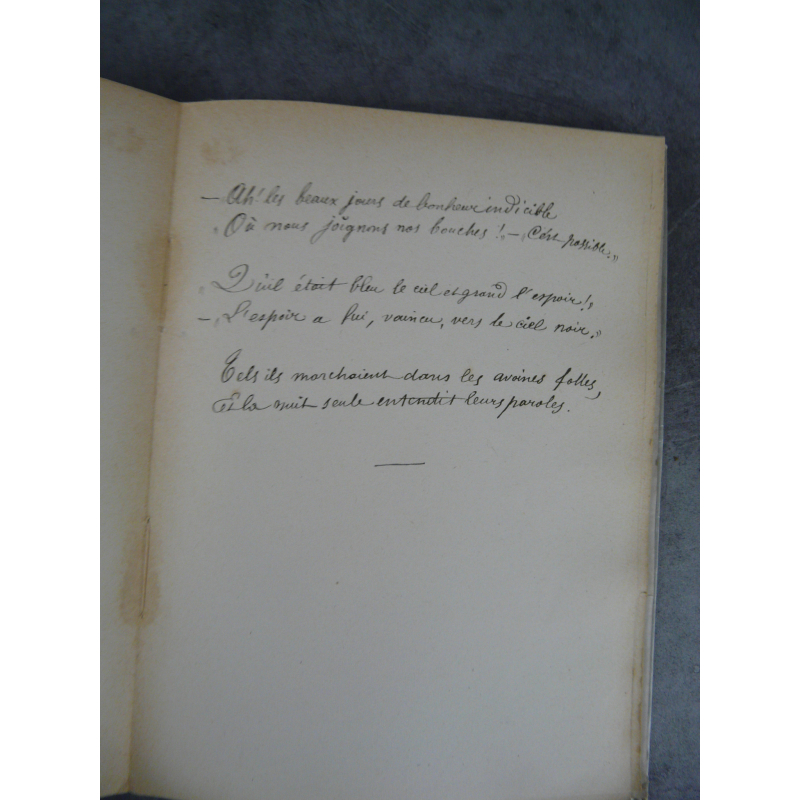 — „Ah! les beaux jours de bonheur indicible
„Où nous joignons nos bouches! „ — „C'est possible. „
„Qu'il était bleu le ciel et grand l'espoir! „
— „L'espoir a fui, vaincu, vers le ciel noir. „
Tels ils marchaient dans les avoines folles,
Et la nuit seule entendit leurs paroles.